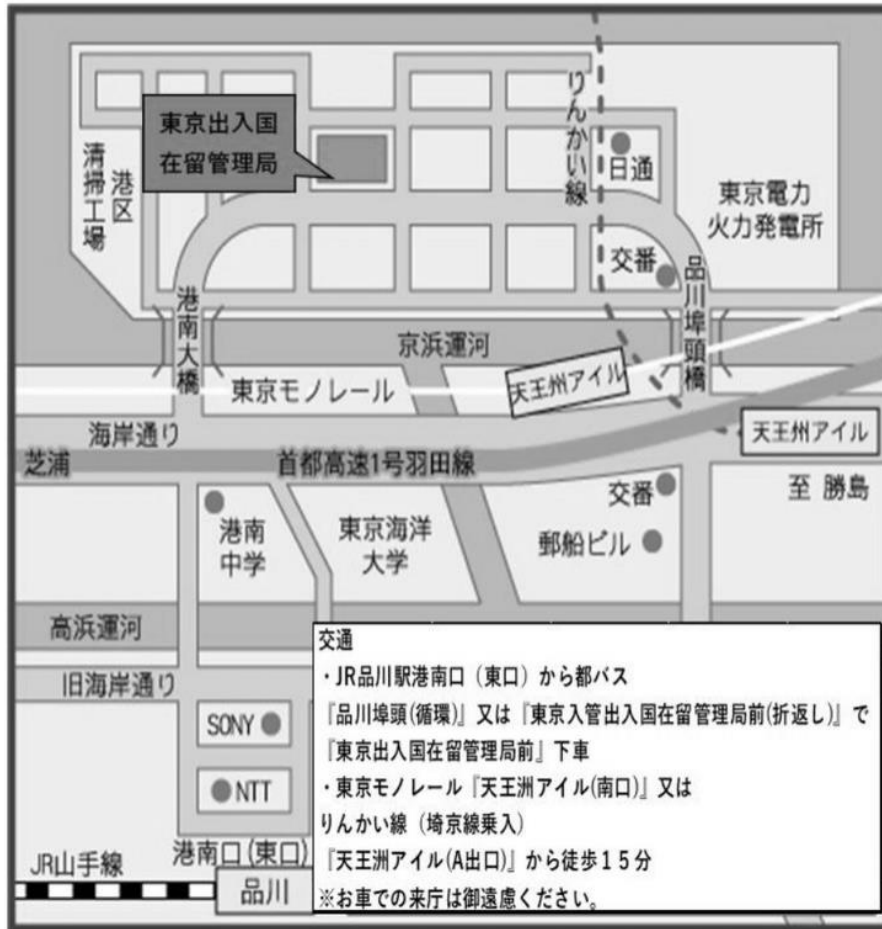 東京出入国
在留管理局
りんかい線
日通
港区
清掃工場
東京電力
火力発電所
交番
港南大橋
品川埠頭橋
京浜運河
天王州アイル
東京モノレール
海岸通り
天王州アイル
芝浦
首都高速1号羽田線
至 勝島
港南
中学
東京海洋
大学
交番
郵船ビル
高浜運河
旧海岸通り
SONY
NTT
港南口(東口)
JR山手線
品川
交通
・JR品川駅港南口（東口）から都バス
『品川埠頭(循環)』又は『東京入管出入国在留管理局前(折返し)』で
『東京出入国在留管理局前』下車
・東京モノレール『天王洲アイル(南口)』又は
りんかい線（埼京線乗入）
『天王洲アイル(A出口)』から徒歩１５分
※お車での来庁は御遠慮ください。